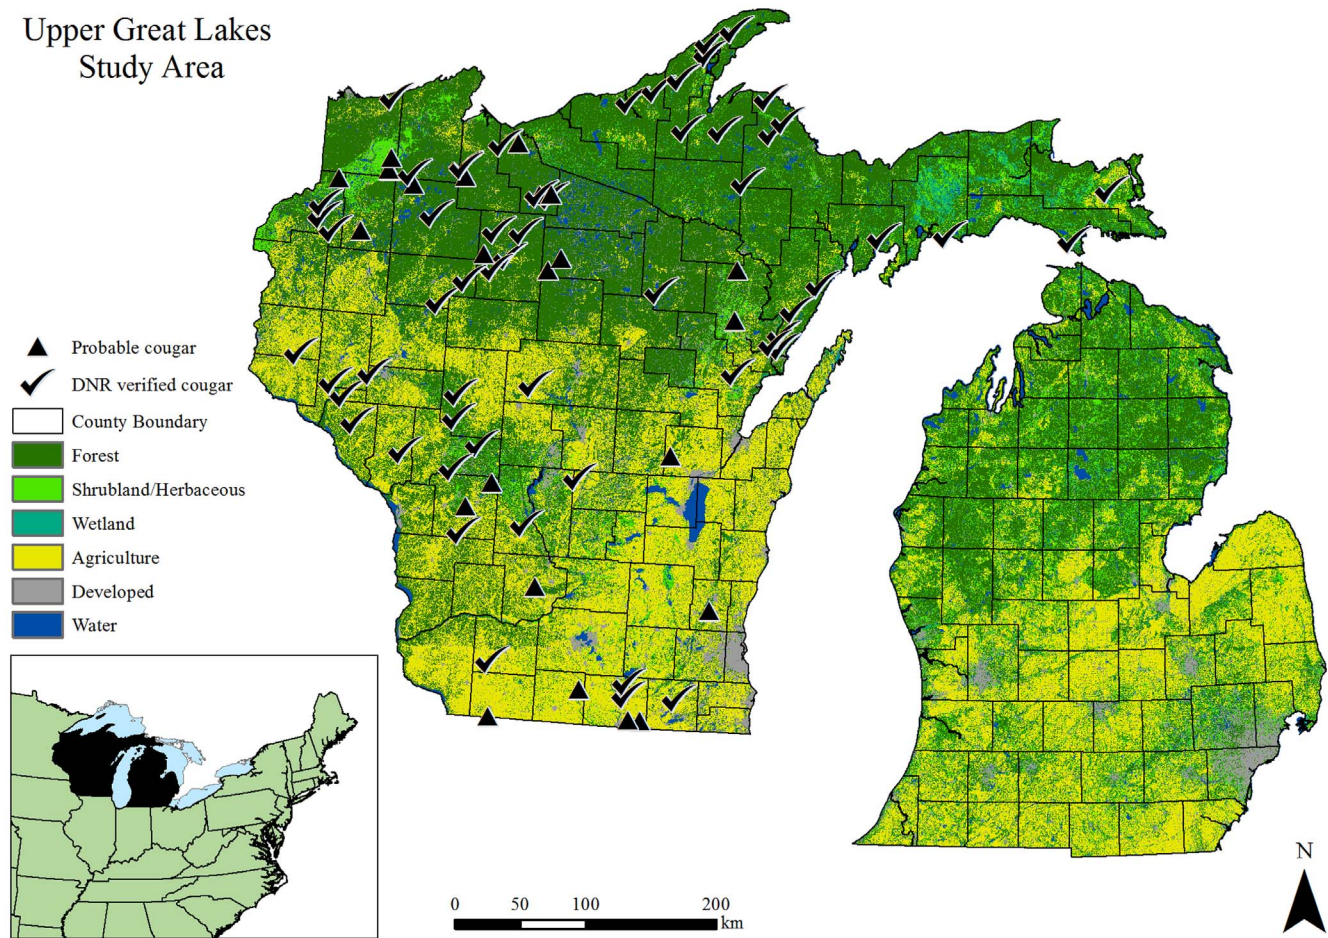 Upper Great Lakes
Study Area
Probable cougar
DNR verified cougar
County Boundary
Forest
Shrubland/Herbaceous
Wetland
Agriculture
Developed
Water
0 50 100 200
km
N